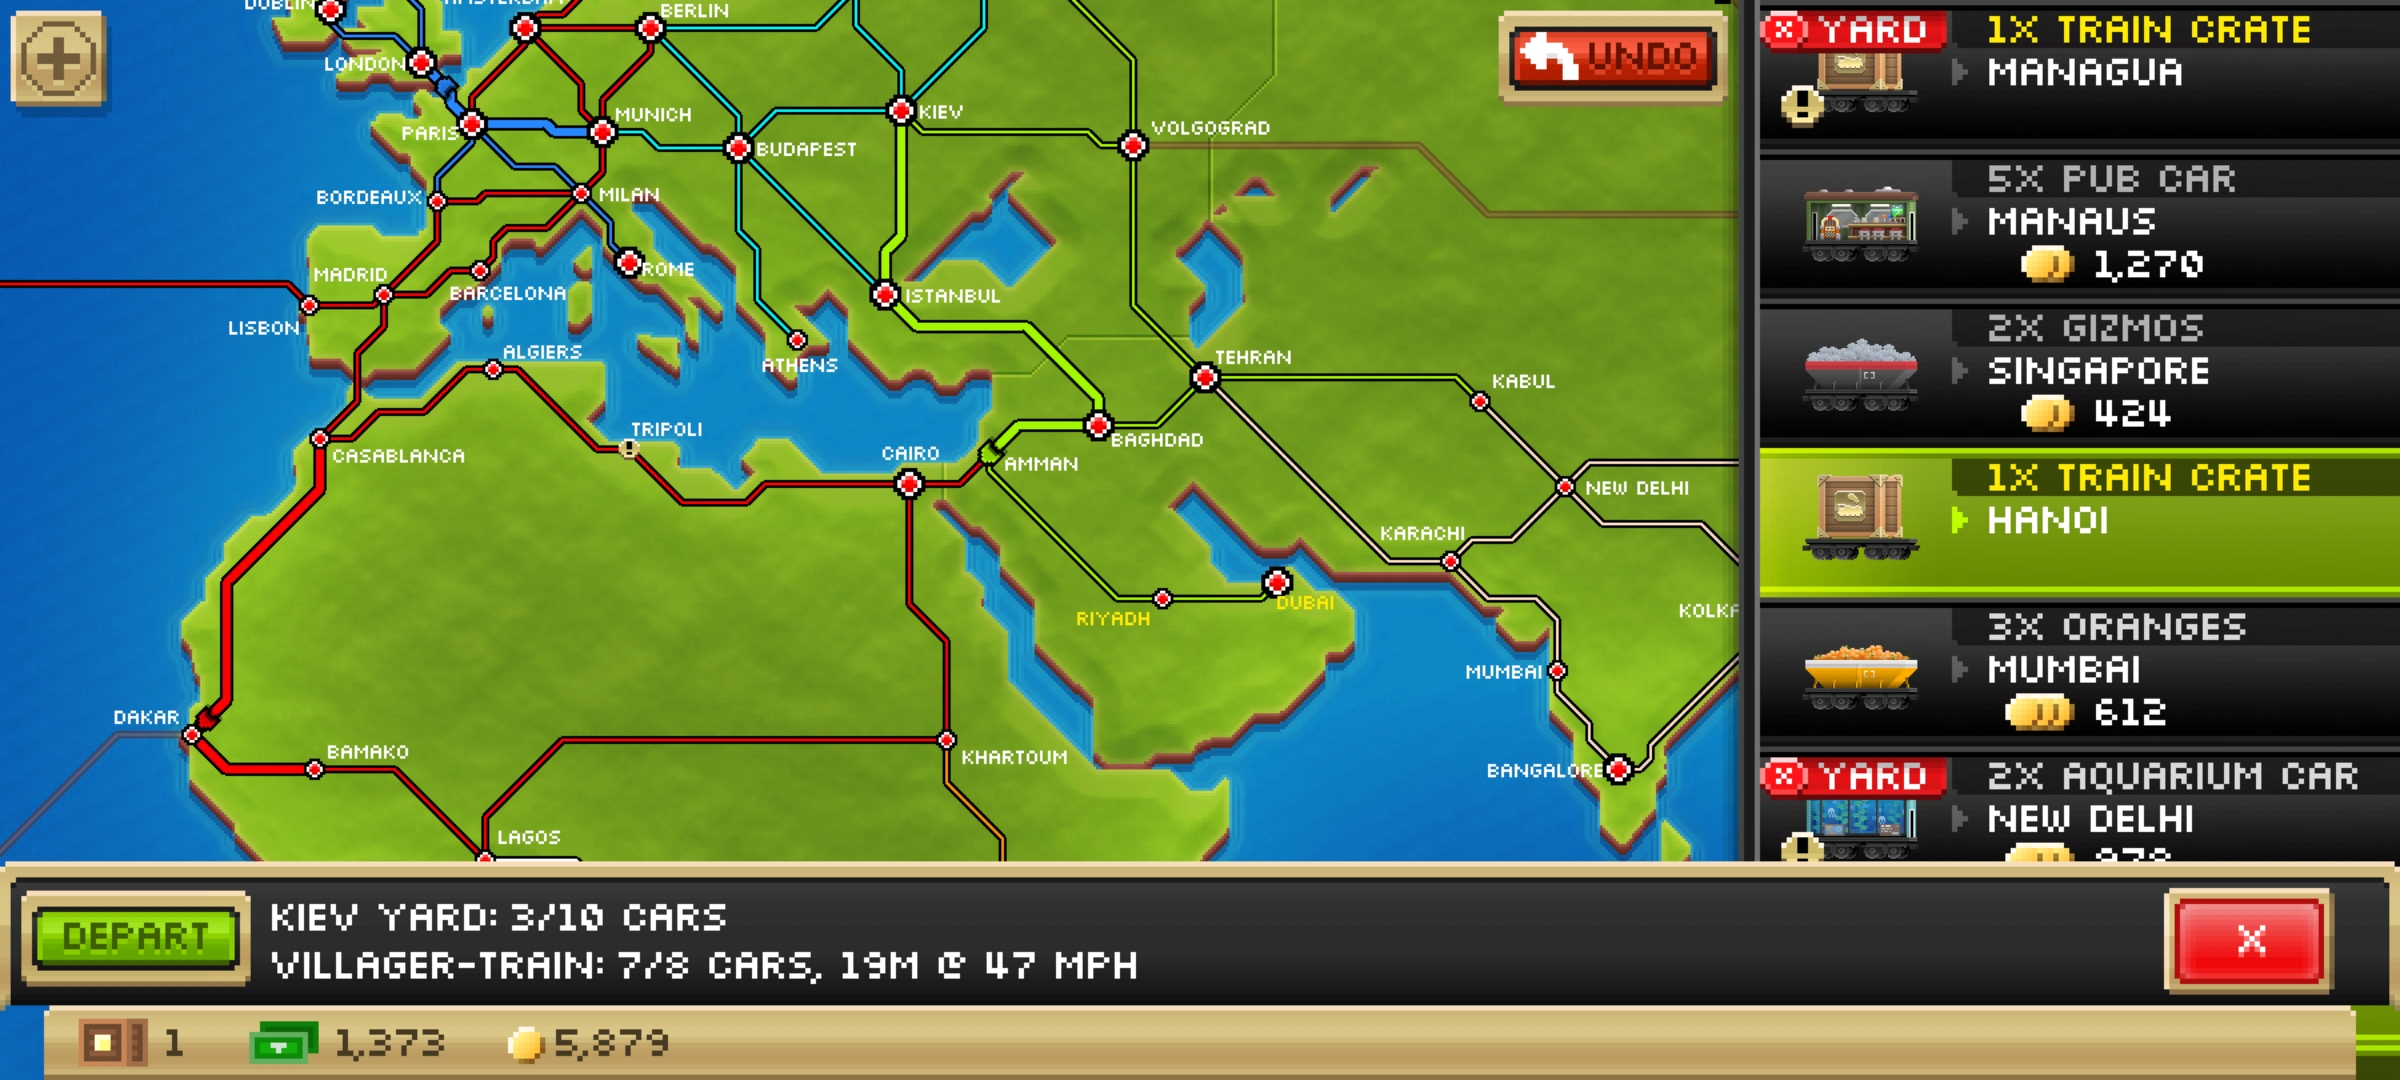 DUBLIN
BERLIN
LONDON
PARIS
MUNICH
BUDAPEST
KIEV
VOLGOGRAD
BORDEAUX
MILAN
MADRID
BARCELONA
ROME
LISBON
ISTANBUL
ATHENS
ALGIERS
TEHRAN
KABUL
TRIPOLI
CASABLANCA
CAIRO
BAGHDAD
AMMAN
NEW DELHI
KARACHI
RIYADH
DUBAI
MUMBAI
DAKAR
BAMAKO
KHARTOUM
BANGALORE
LAGOS
UNDO
YARD
1X TRAIN CRATE
MANAGUA
5X PUB CAR
MANAUS
1,270
2X GIZMOS
SINGAPORE
424
1X TRAIN CRATE
HANOI
3X ORANGES
MUMBAI
612
YARD
2X AQUARIUM CAR
NEW DELHI
DEPART
KIEV YARD: 3/10 CARS
VILLAGER-TRAIN: 7/8 CARS, 19M @ 47 MPH
X
1
1,373
5,879